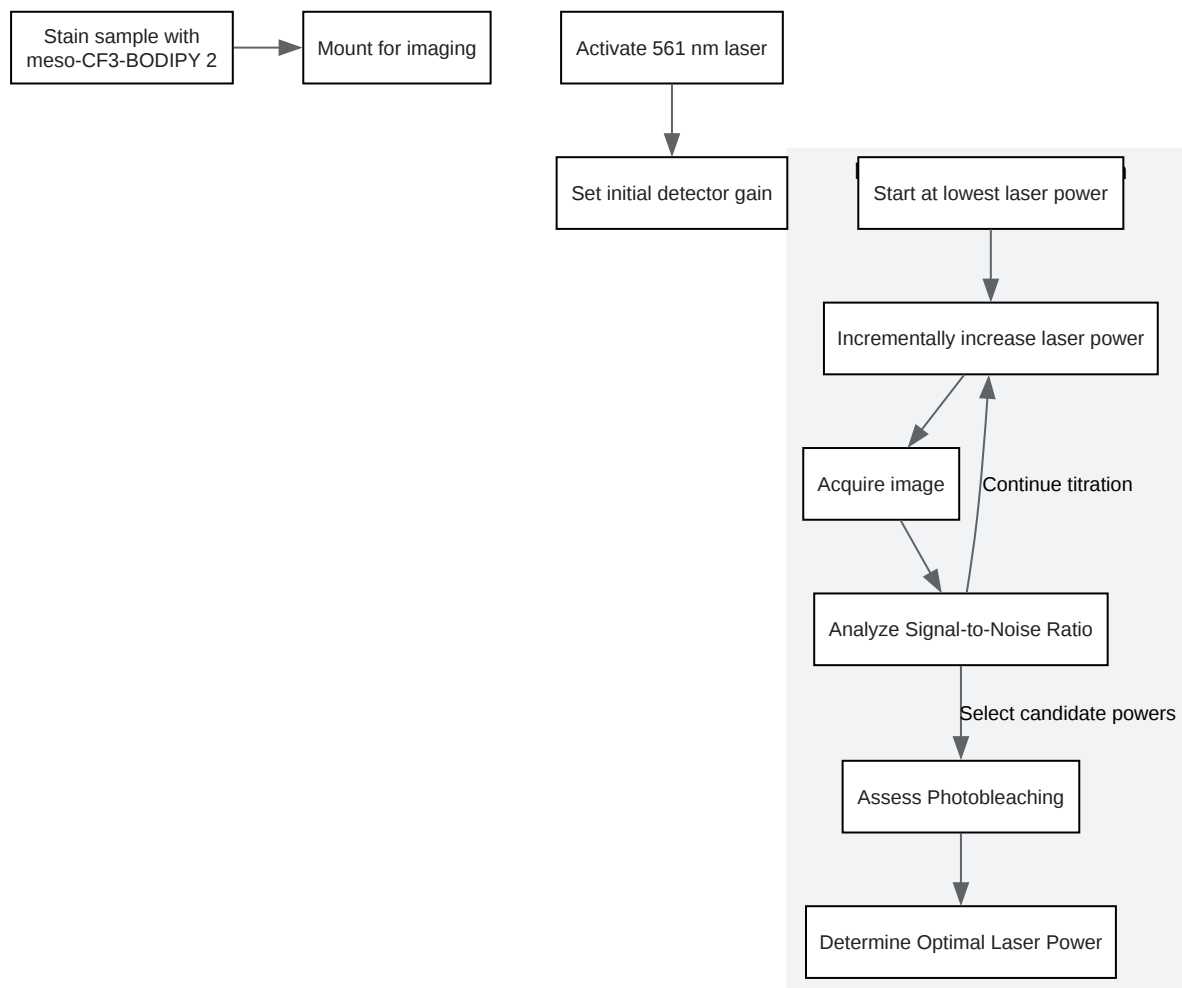 Stain sample with
meso-CF3-BODIPY 2
Mount for imaging
Activate 561 nm laser
Set initial detector gain
Start at lowest laser power
Incrementally increase laser power
Acquire image
Continue titration
Analyze Signal-to-Noise Ratio
Select candidate powers
Assess Photobleaching
Determine Optimal Laser Power